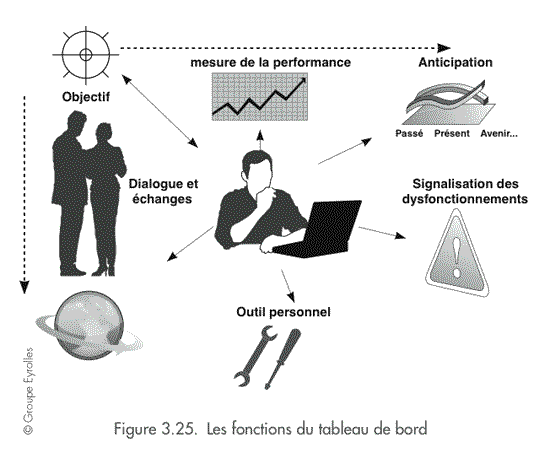 mesure de la performance
Anticipation
Objectif
Passé Présent Avenir...
Dialogue et
échanges
Signalisation des
dysfonctionnements
Outil personnel
© Groupe Eyrolles
Figure 3.25. Les fonctions du tableau de bord